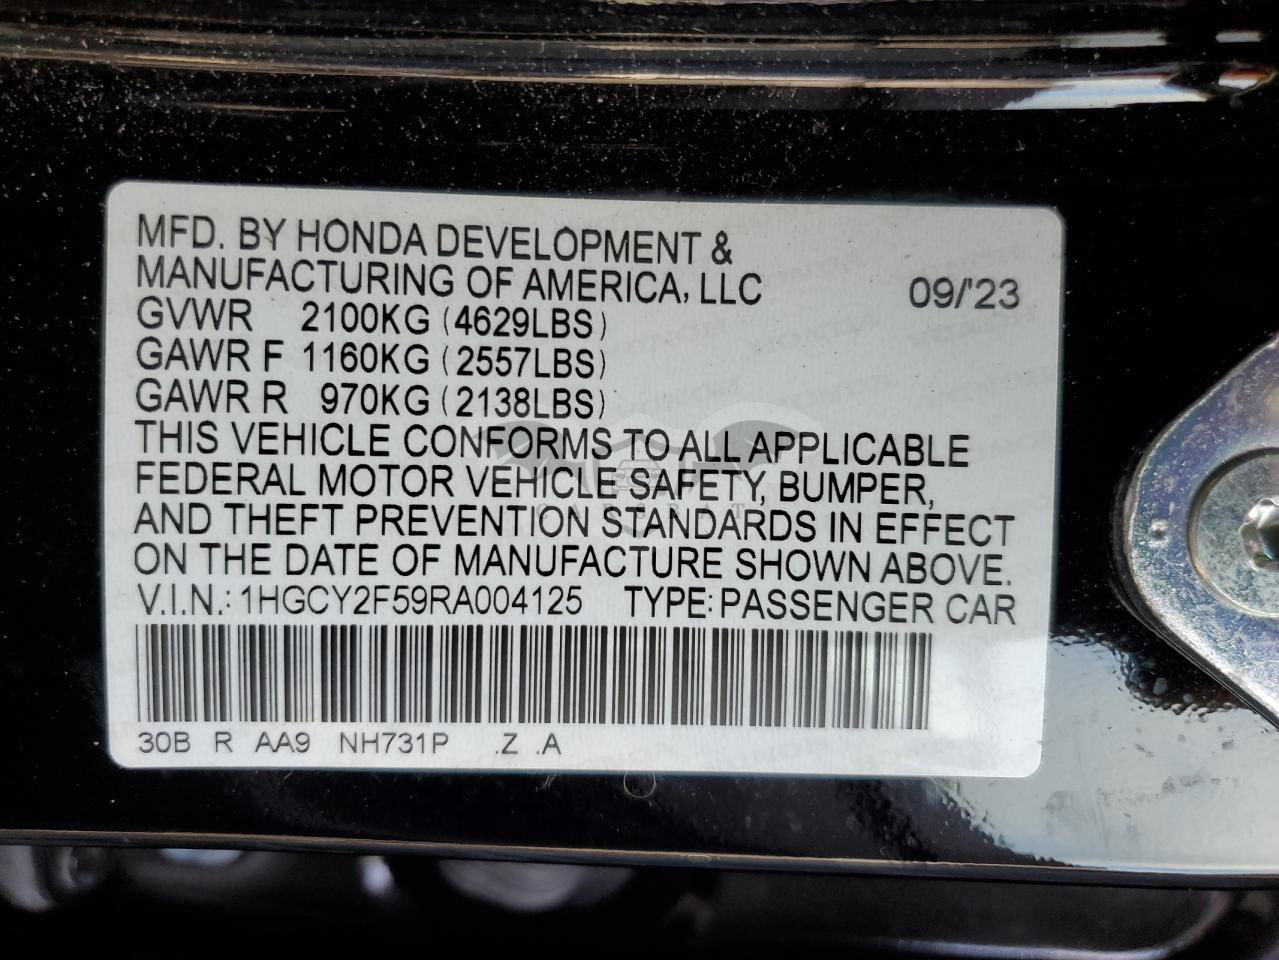 MFD. BY HONDA DEVELOPMENT &
MANUFACTURING OF AMERICA, LLC 09/'23
GVWR 2100KG (4629LBS)
GAWR F 1160KG (2557LBS)
GAWR R 970KG (2138LBS)
THIS VEHICLE CONFORMS TO ALL APPLICABLE
FEDERAL MOTOR VEHICLE SAFETY, BUMPER,
AND THEFT PREVENTION STANDARDS IN EFFECT
ON THE DATE OF MANUFACTURE SHOWN ABOVE.
V.I.N.: 1HGCY2F59RA004125 TYPE: PASSENGER CAR
30B R AA9 NH731P .Z .A